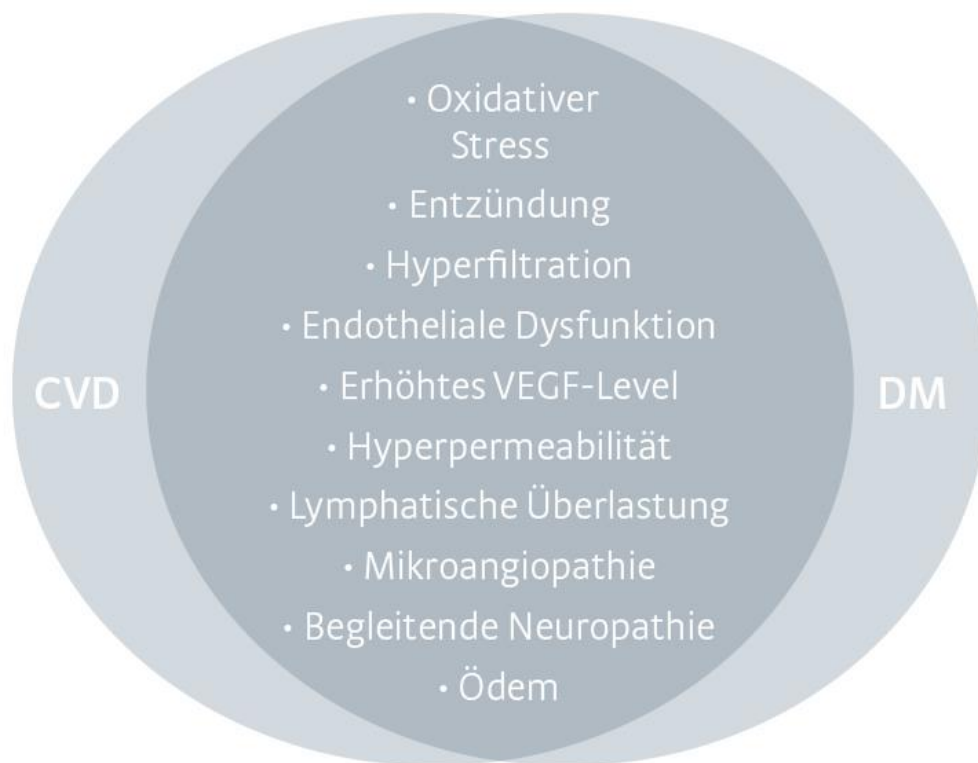 • Oxidativer
Stress
• Entzündung
• Hyperfiltration
• Endotheliale Dysfunktion
CVD
• Erhöhtes VEGF-Level
DM
• Hyperpermeabilität
• Lymphatische Überlastung
• Mikroangiopathie
• Begleitende Neuropathie
• Ödem